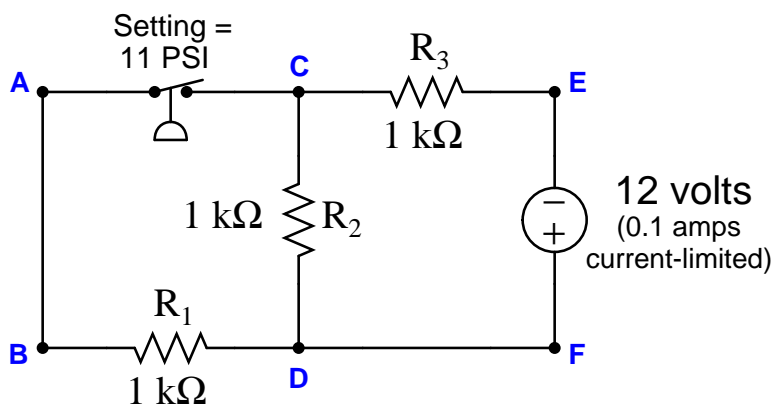 Setting =
11 PSI
A
C
R3
E
1 kΩ
12 volts
(0.1 amps
current-limited)
−
+
1 kΩ
R2
R1
B
D
F
1 kΩ